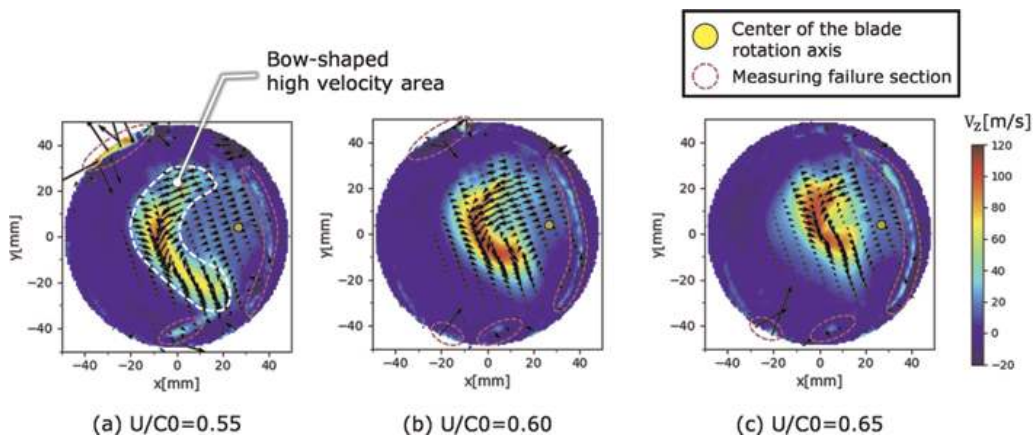 Center of the blade
rotation axis
Measuring failure section
Bow-shaped
high velocity area
Vz[m/s]
120
100
80
60
40
20
0
−20
y[mm]
40
20
0
−20
−40
−40 −20 0 20 40
x[mm]
y[mm]
40
20
0
−20
−40
−40 −20 0 20 40
x[mm]
y[mm]
40
20
0
−20
−40
−40 −20 0 20 40
x[mm]
(a) U/C0=0.55
(b) U/C0=0.60
(c) U/C0=0.65